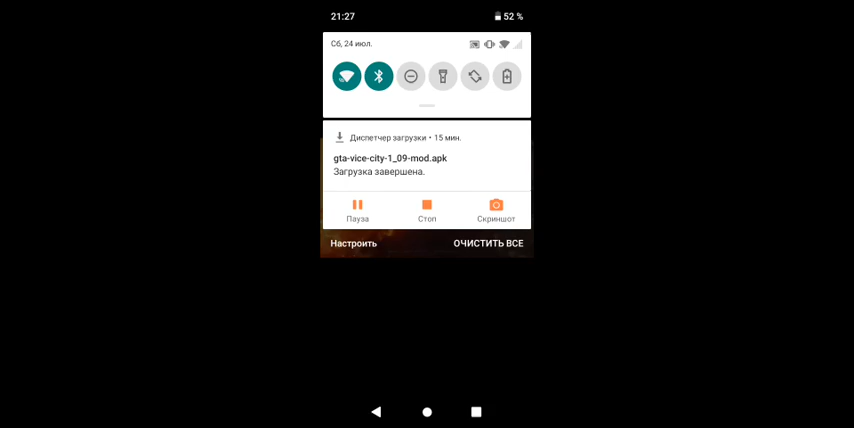 21:27
52 %
Сб, 24 июл.
Диспетчер загрузки • 15 мин.
gta-vice-city-1_09-mod.apk
Загрузка завершена.
Пауза
Стоп
Скриншот
Настроить
ОЧИСТИТЬ ВСЕ